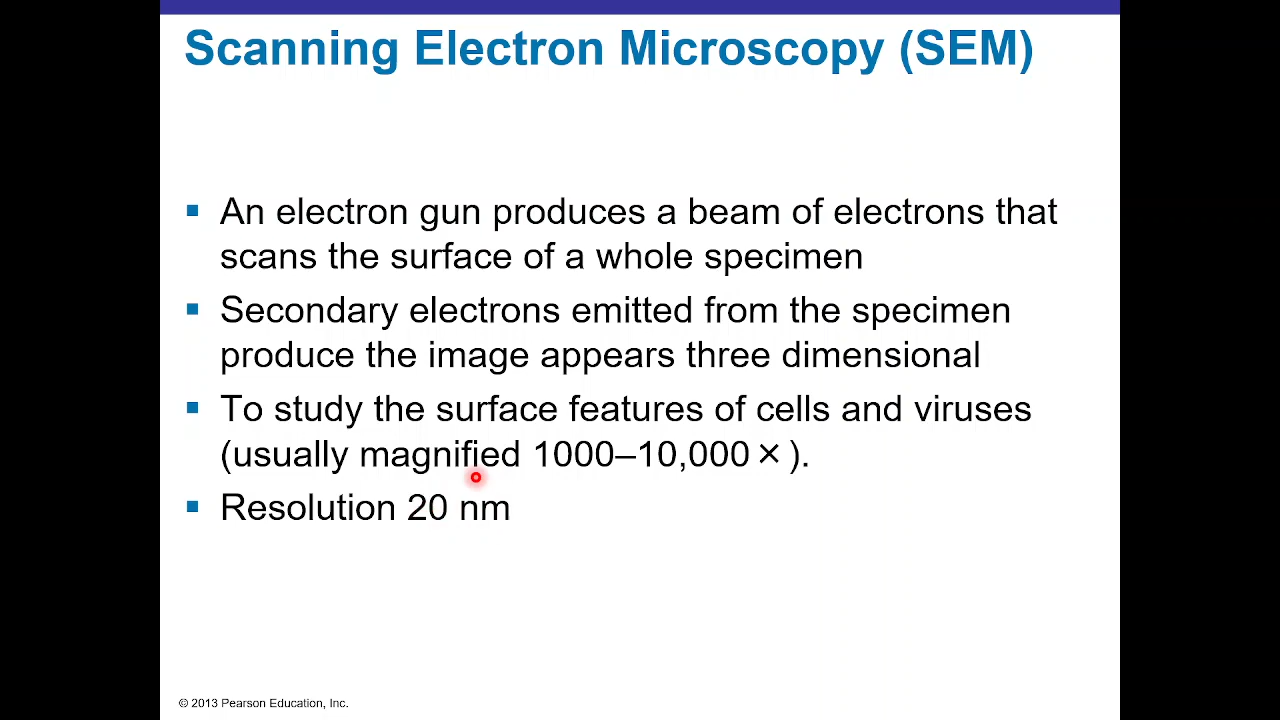 Scanning Electron Microscopy (SEM)
▪ An electron gun produces a beam of electrons that
scans the surface of a whole specimen
▪ Secondary electrons emitted from the specimen
produce the image appears three dimensional
▪ To study the surface features of cells and viruses
(usually magnified 1000–10,000 × ).
▪ Resolution 20 nm
© 2013 Pearson Education, Inc.